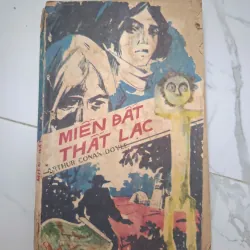 MIỀN ĐẤT
THẤT LẠC
ARTHUR CONAN DOYLE